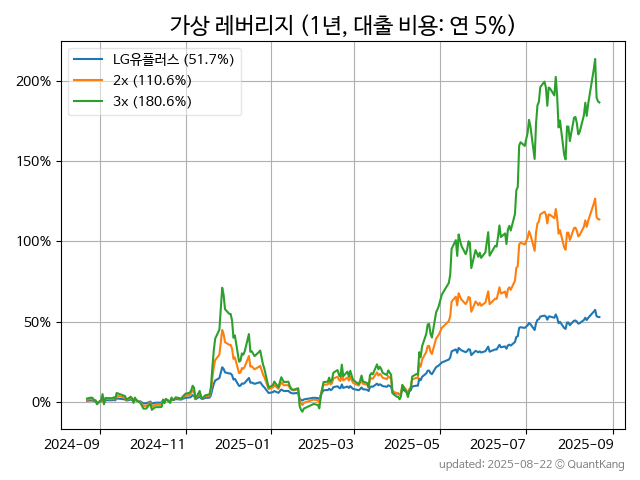 가상 레버리지 (1년, 대출 비용: 연 5%)
LG유플러스 (51.7%)
2x (110.6%)
3x (180.6%)
200%
150%
100%
50%
0%
2024-09 2024-11 2025-01 2025-03 2025-05 2025-07 2025-09
updated: 2025-08-22 © QuantKang